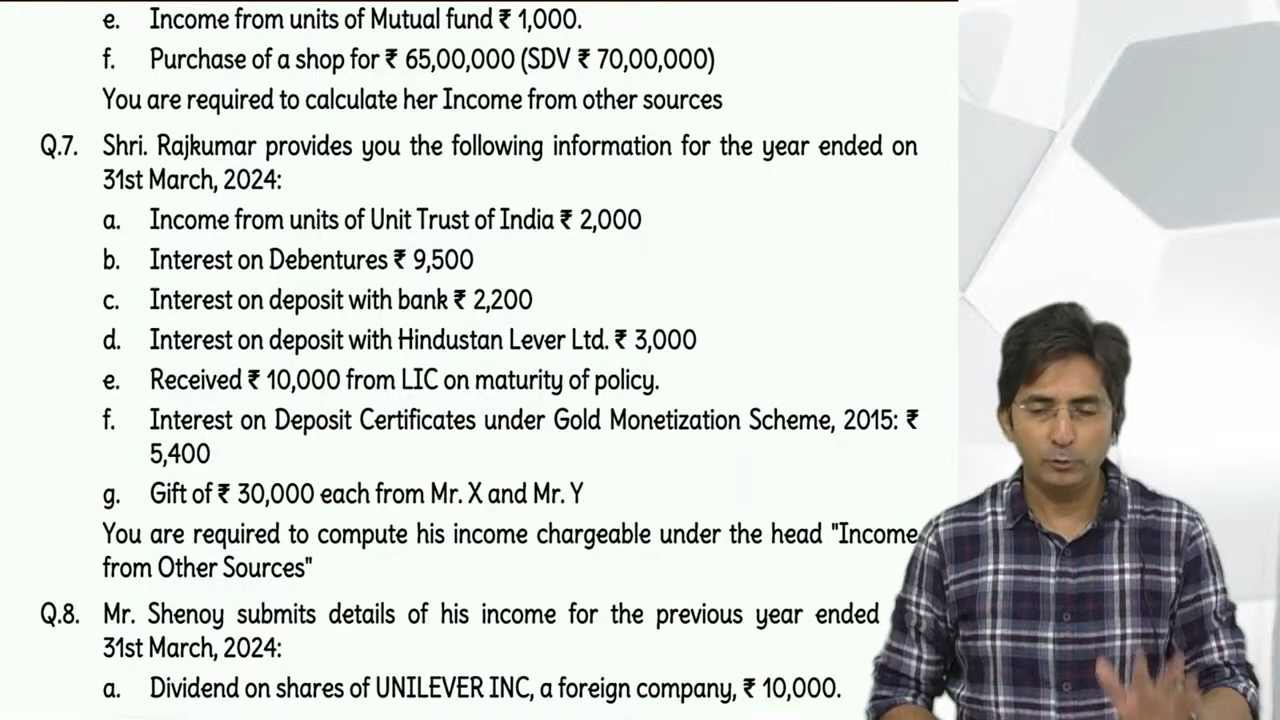 e. Income from units of Mutual fund ₹ 1,000.
f. Purchase of a shop for ₹ 65,00,000 (SDV ₹ 70,00,000)
You are required to calculate her Income from other sources
Q.7. Shri. Rajkumar provides you the following information for the year ended on
31st March, 2024:
a. Income from units of Unit Trust of India ₹ 2,000
b. Interest on Debentures ₹ 9,500
c. Interest on deposit with bank ₹ 2,200
d. Interest on deposit with Hindustan Lever Ltd. ₹ 3,000
e. Received ₹ 10,000 from LIC on maturity of policy.
f. Interest on Deposit Certificates under Gold Monetization Scheme, 2015: ₹
5,400
g. Gift of ₹ 30,000 each from Mr. X and Mr. Y
You are required to compute his income chargeable under the head "Income
from Other Sources"
Q.8. Mr. Shenoy submits details of his income for the previous year ended
31st March, 2024:
a. Dividend on shares of UNILEVER INC, a foreign company, ₹ 10,000.